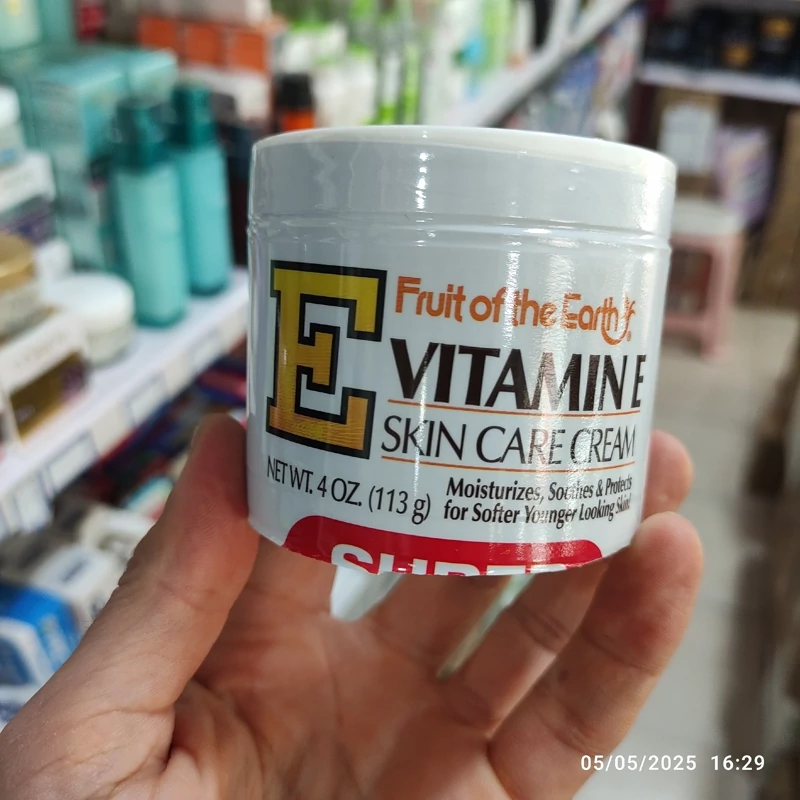 E
Fruit of the Earth
VITAMIN E
SKIN CARE CREAM
NET WT. 4 OZ. (113 g)
Moisturizes, Soothes & Protects
for Softer Younger Looking Skin!
05/05/2025 16:29